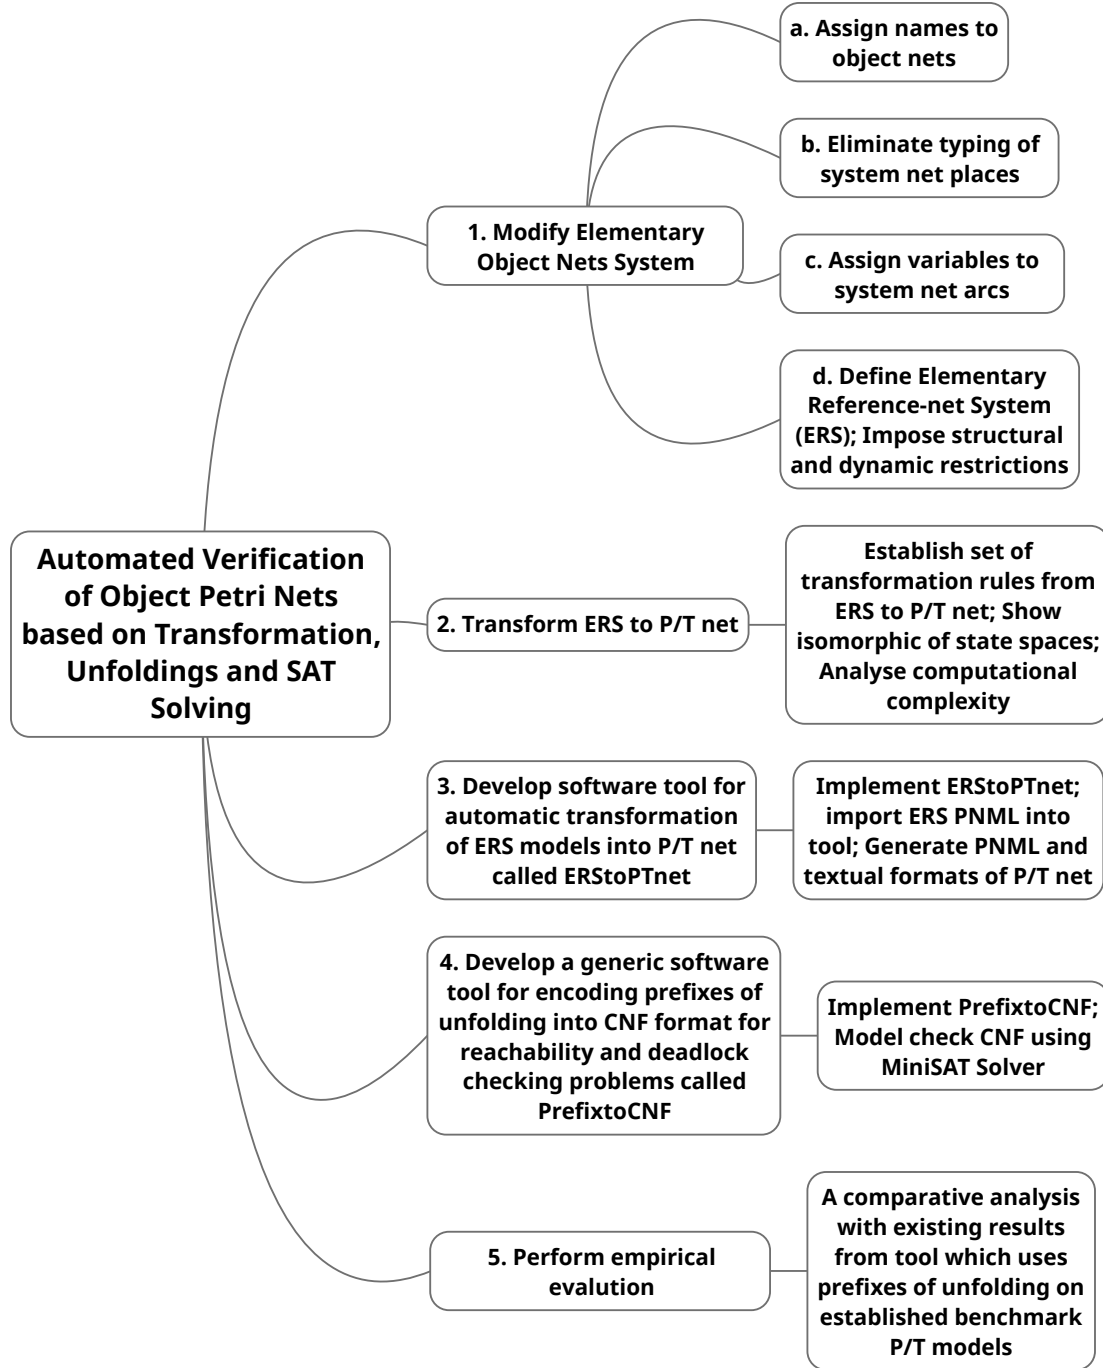 Automated Verification
of Object Petri Nets
based on Transformation,
Unfoldings and SAT
Solving
1. Modify Elementary
Object Nets System
a. Assign names to
object nets
b. Eliminate typing of
system net places
c. Assign variables to
system net arcs
d. Define Elementary
Reference-net System
(ERS); Impose structural
and dynamic restrictions
2. Transform ERS to P/T net
Establish set of
transformation rules from
ERS to P/T net; Show
isomorphic of state spaces;
Analyse computational
complexity
3. Develop software tool for
automatic transformation
of ERS models into P/T net
called ERStoPTnet
Implement ERStoPTnet;
import ERS PNML into
tool; Generate PNML and
textual formats of P/T net
4. Develop a generic software
tool for encoding prefixes of
unfolding into CNF format for
reachability and deadlock
checking problems called
PrefixtoCNF
Implement PrefixtoCNF;
Model check CNF using
MiniSAT Solver
5. Perform empirical
evalution
A comparative analysis
with existing results
from tool which uses
prefixes of unfolding on
established benchmark
P/T models